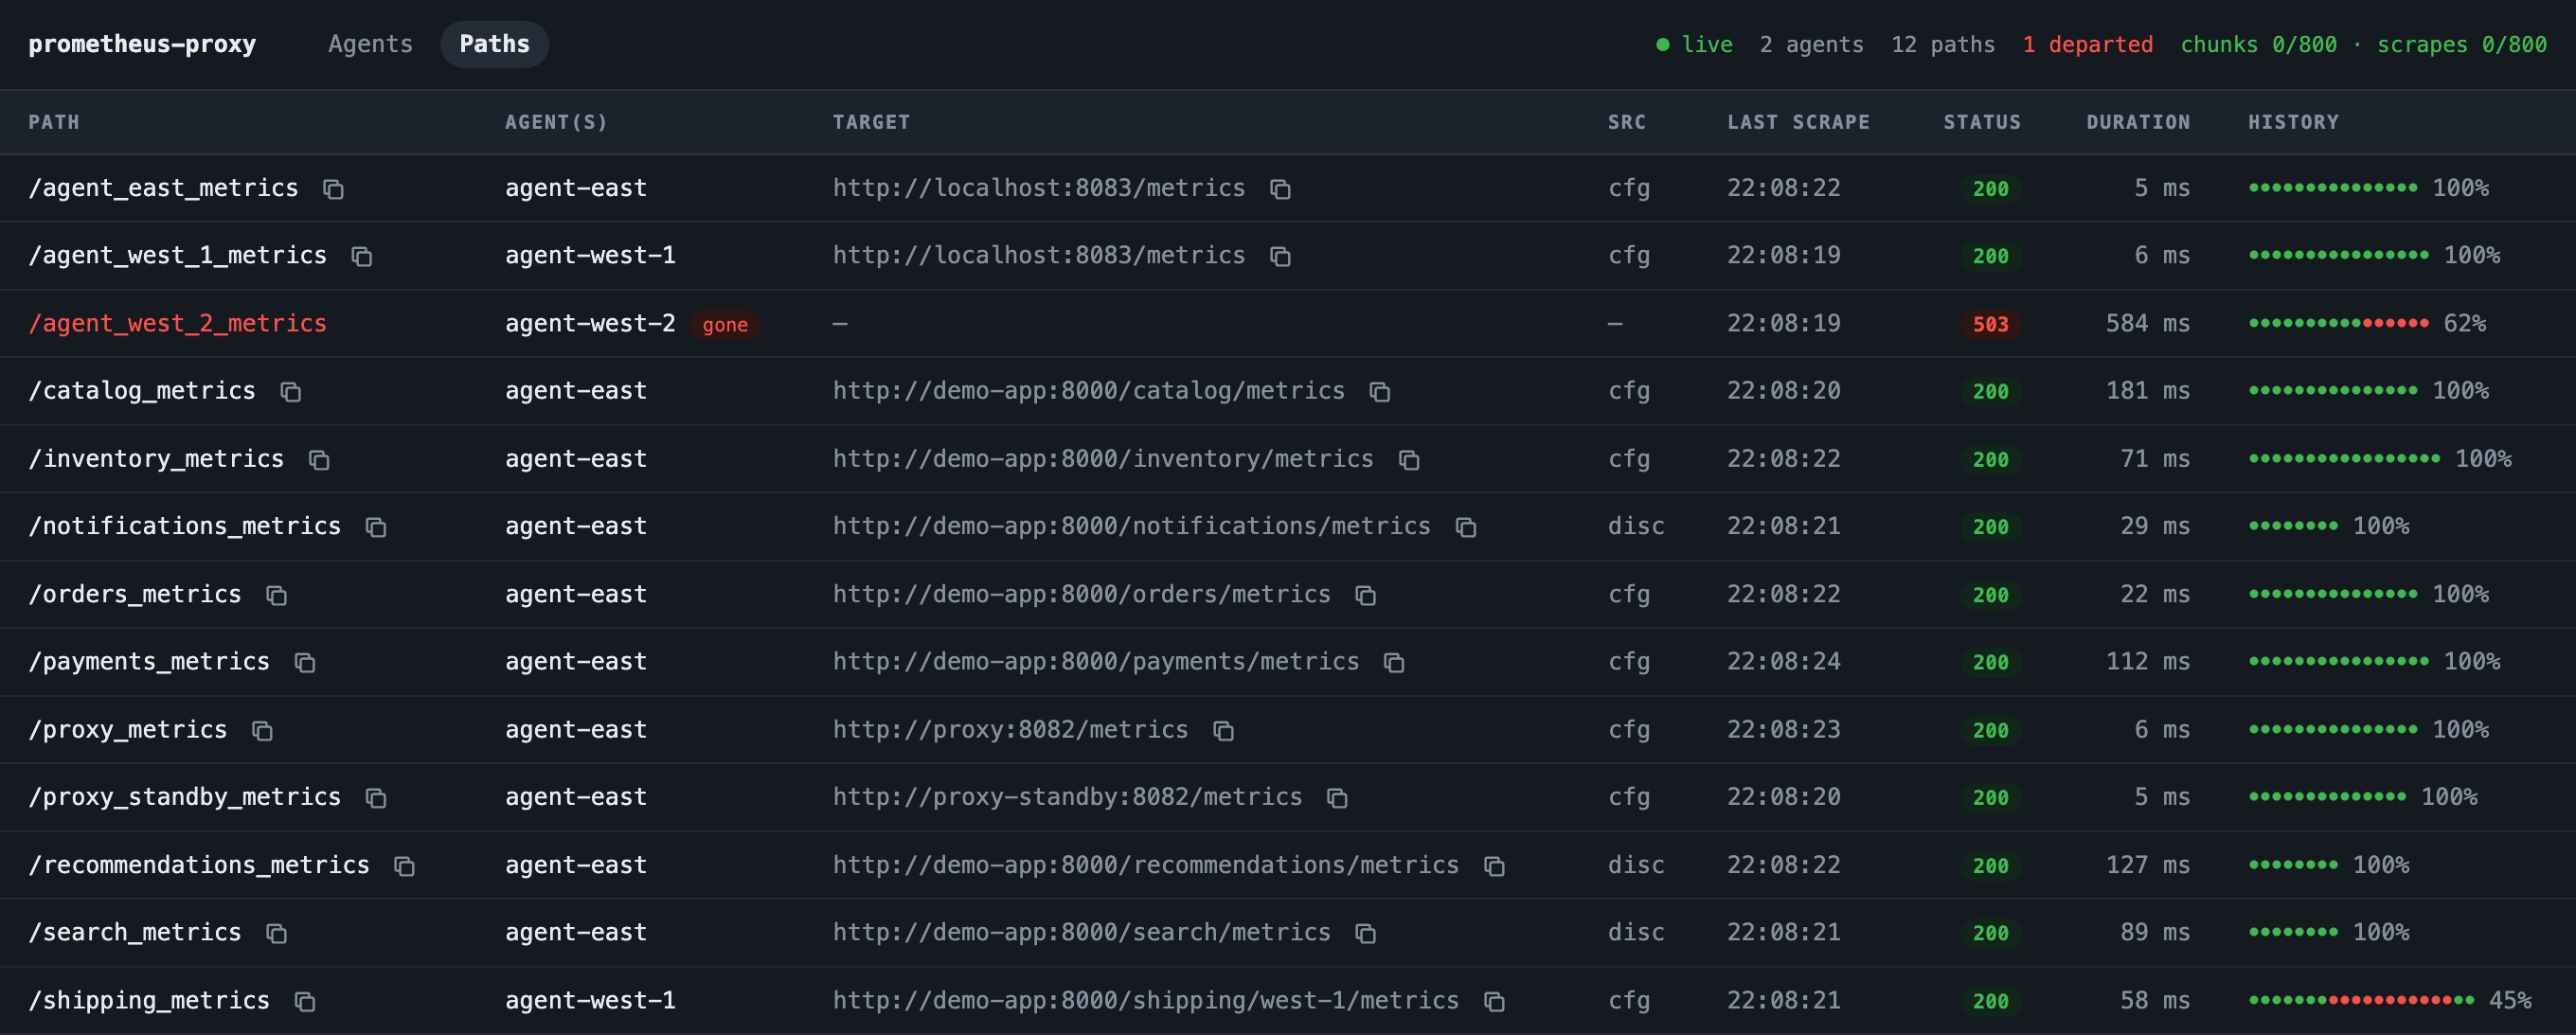 prometheus-proxy Agents Paths live 2 agents 12 paths 1 departed chunks 0/800 · scrapes 0/800
PATH AGENT(S) TARGET SRC LAST SCRAPE STATUS DURATION HISTORY
/agent_east_metrics agent-east http://localhost:8083/metrics cfg 22:08:22 200 5 ms 100%
/agent_west_1_metrics agent-west-1 http://localhost:8083/metrics cfg 22:08:19 200 6 ms 100%
/agent_west_2_metrics agent-west-2 gone — — 22:08:19 503 584 ms 62%
/catalog_metrics agent-east http://demo-app:8000/catalog/metrics cfg 22:08:20 200 181 ms 100%
/inventory_metrics agent-east http://demo-app:8000/inventory/metrics cfg 22:08:22 200 71 ms 100%
/notifications_metrics agent-east http://demo-app:8000/notifications/metrics disc 22:08:21 200 29 ms 100%
/orders_metrics agent-east http://demo-app:8000/orders/metrics cfg 22:08:22 200 22 ms 100%
/payments_metrics agent-east http://demo-app:8000/payments/metrics cfg 22:08:24 200 112 ms 100%
/proxy_metrics agent-east http://proxy:8082/metrics cfg 22:08:23 200 6 ms 100%
/proxy_standby_metrics agent-east http://proxy-standby:8082/metrics cfg 22:08:20 200 5 ms 100%
/recommendations_metrics agent-east http://demo-app:8000/recommendations/metrics disc 22:08:22 200 127 ms 100%
/search_metrics agent-east http://demo-app:8000/search/metrics disc 22:08:21 200 89 ms 100%
/shipping_metrics agent-west-1 http://demo-app:8000/shipping/west-1/metrics cfg 22:08:21 200 58 ms 45%